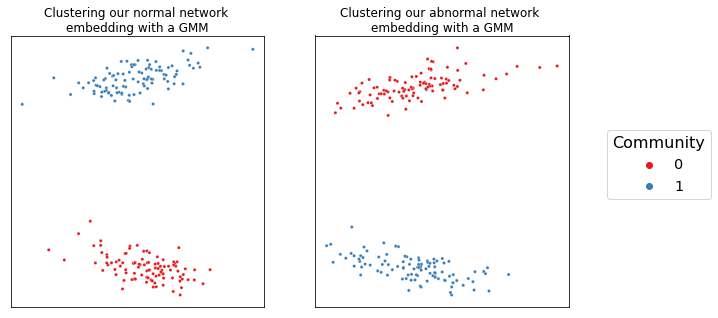 Clustering our normal network
embedding with a GMM
Clustering our abnormal network
embedding with a GMM
Community
0
1